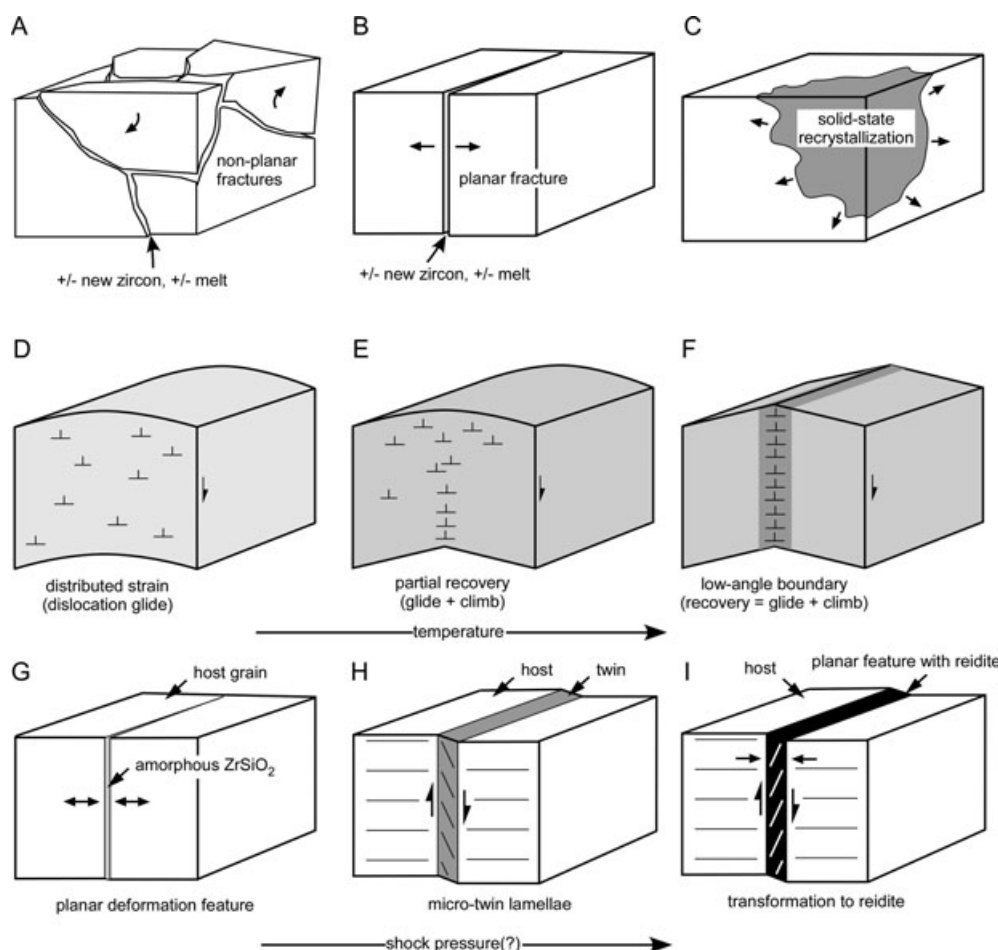 A
B
C
non-planar
fractures
planar fracture
solid-state
recrystallization
+/- new zircon, +/- melt
+/- new zircon, +/- melt
D
E
F
distributed strain
(dislocation glide)
partial recovery
(glide + climb)
low-angle boundary
(recovery = glide + climb)
temperature
G
host grain
H
host
twin
I
host
planar feature with reidite
amorphous ZrSiO₂
planar deformation feature
micro-twin lamellae
transformation to reidite
shock pressure(?)